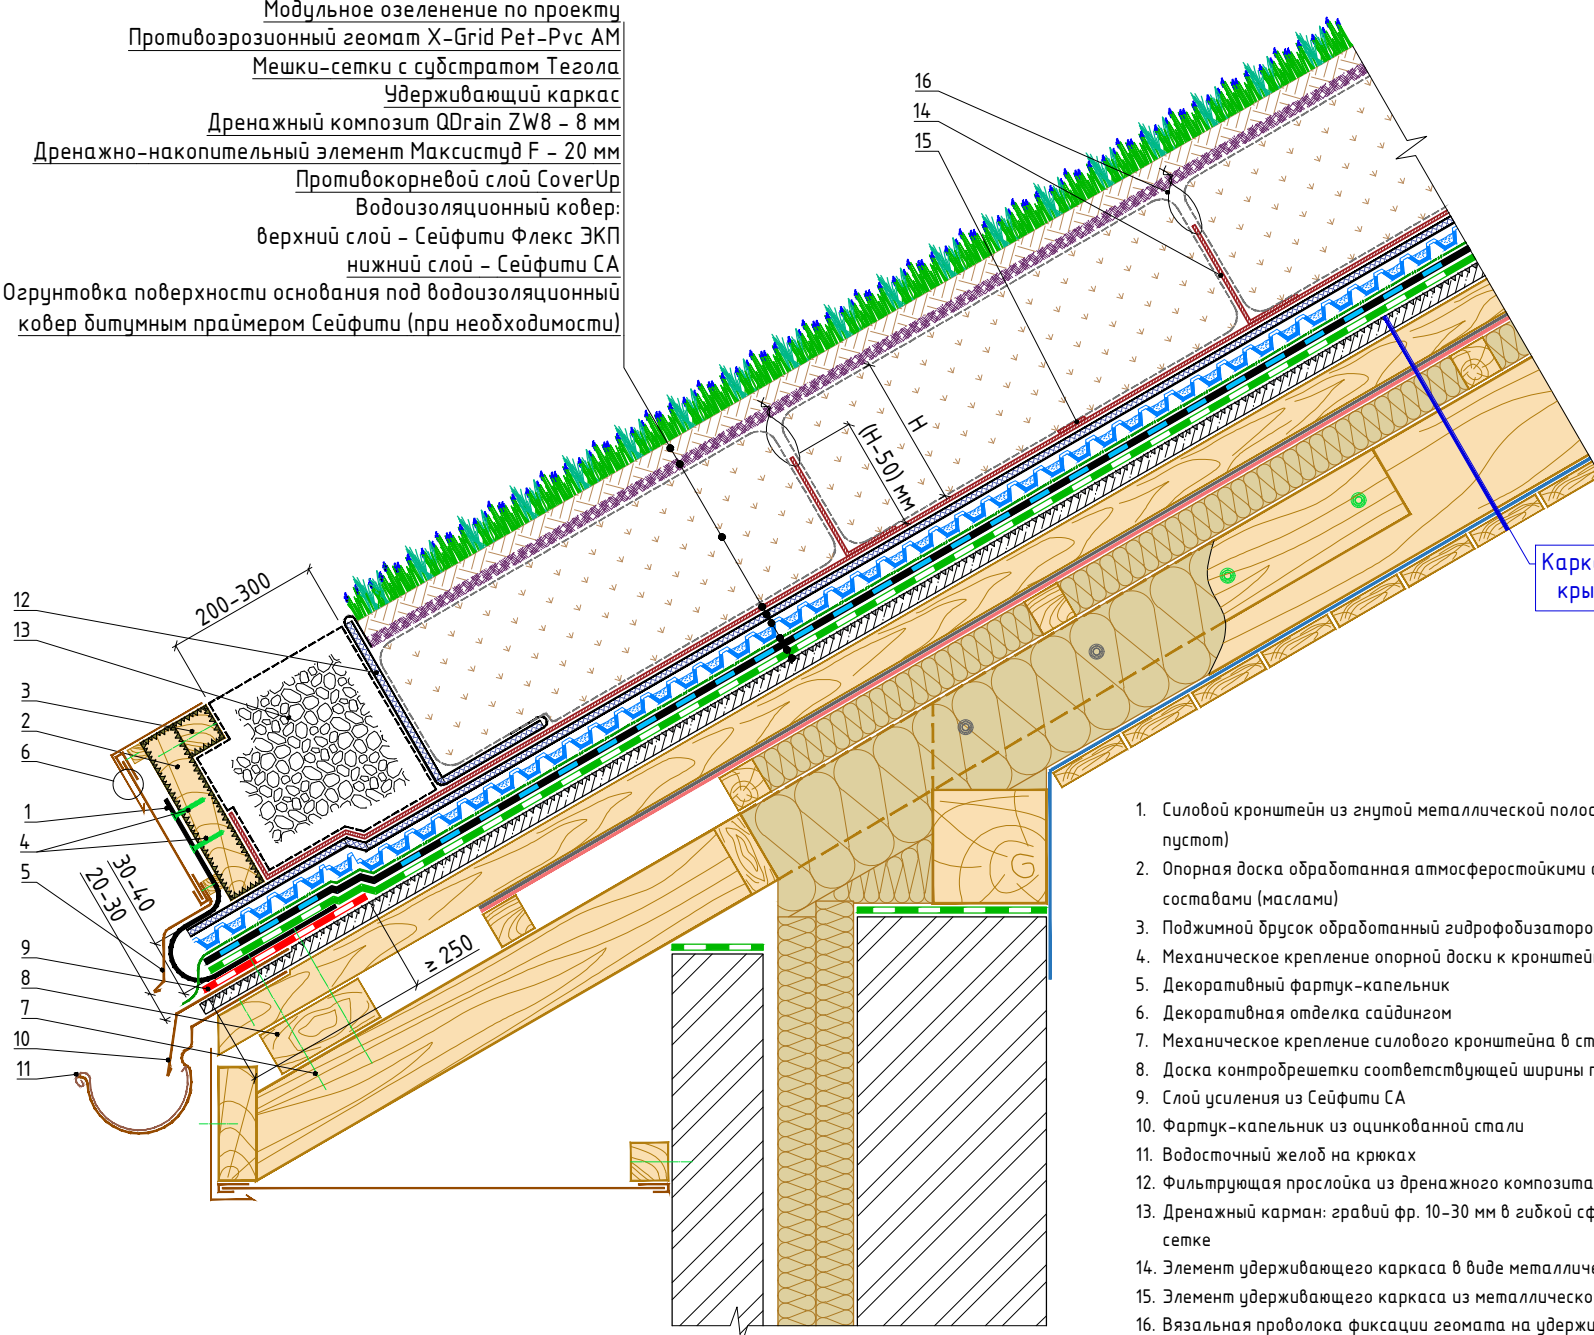 Модульное озеленение по проекту
Противоэрозионный геомат X-Grid Pet-Pvc AM
Мешки-сетки с субстратом Тегола
Удерживающий каркас
Дренажный композит QDrain ZW8 - 8 мм
Дренажно-накопительный элемент Максистуд F - 20 мм
Противокорневой слой CoverUp
Водоизоляционный ковер:
верхний слой - Сейфити Флекс ЭКП
нижний слой - Сейфити СА
Огрунтовка поверхности основания под водоизоляционный
ковер битумным праймером Сейфити (при необходимости)
16
14
15
H
(H-50) мм
200-300
12
13
3
2
6
1
4
5
30-40
20-30
9
8
7
10
11
≥ 250
Карк
кры
1. Силовой кронштейн из гнутой металлической поло
пустот)
2. Опорная доска обработанная атмосферостойкими
составами (маслами)
3. Поджимной брусок обработанный гидрофобизаторо
4. Механическое крепление опорной доски к кронштей
5. Декоративный фартук-капельник
6. Декоративная отделка сайдингом
7. Механическое крепление силового кронштейна в ст
8. Доска контробрешетки соответствующей ширины
9. Слой усиления из Сейфити СА
10. Фартук-капельник из оцинкованной стали
11. Водосточный желоб на крюках
12. Фильтрующая прослойка из дренажного композита
13. Дренажный карман: гравий фр. 10-30 мм в гибкой сф
сетке
14. Элемент удерживающего каркаса в виде металличе
15. Элемент удерживающего каркаса из металлическо
16. Вязальная проволока фиксации геомата на удержи